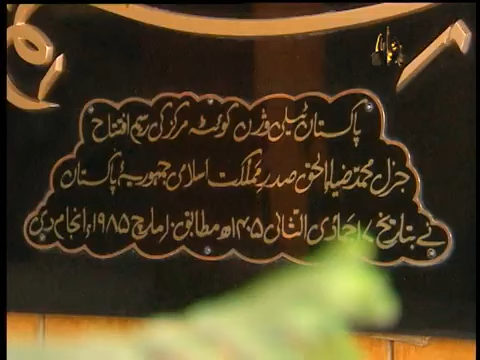 پاکستان ٹیلی وژن کوئٹہ مرکز کی رسم افتتاح
جنرل محمد ضیاء الحق صدر مملکت اسلامی جمہوریۂ پاکستان
نے بتاریخ ۱۷ جمادی الثانی ۱۴۰۵ھ مطابق ۱۰ مارچ ۱۹۸۵ء انجام دی